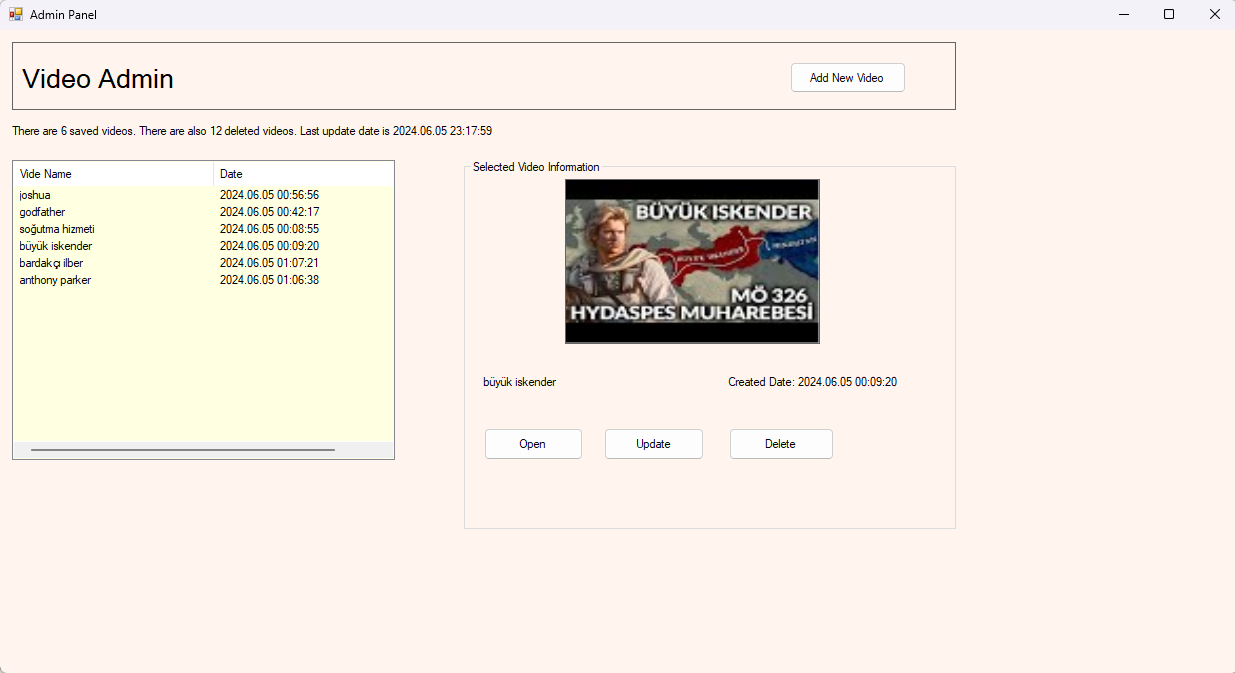 Admin Panel
Video Admin
Add New Video
There are 6 saved videos. There are also 12 deleted videos. Last update date is 2024.06.05 23:17:59
Vide Name Date
joshua 2024.06.05 00:56:56
godfather 2024.06.05 00:42:17
soğutma hizmeti 2024.06.05 00:08:55
büyük iskender 2024.06.05 00:09:20
bardakçı ilber 2024.06.05 01:07:21
anthony parker 2024.06.05 01:06:38
Selected Video Information
BÜYÜK ISKENDER
MÖ 326
HYDASPES MUHAREBESİ
büyük iskender
Created Date: 2024.06.05 00:09:20
Open
Update
Delete